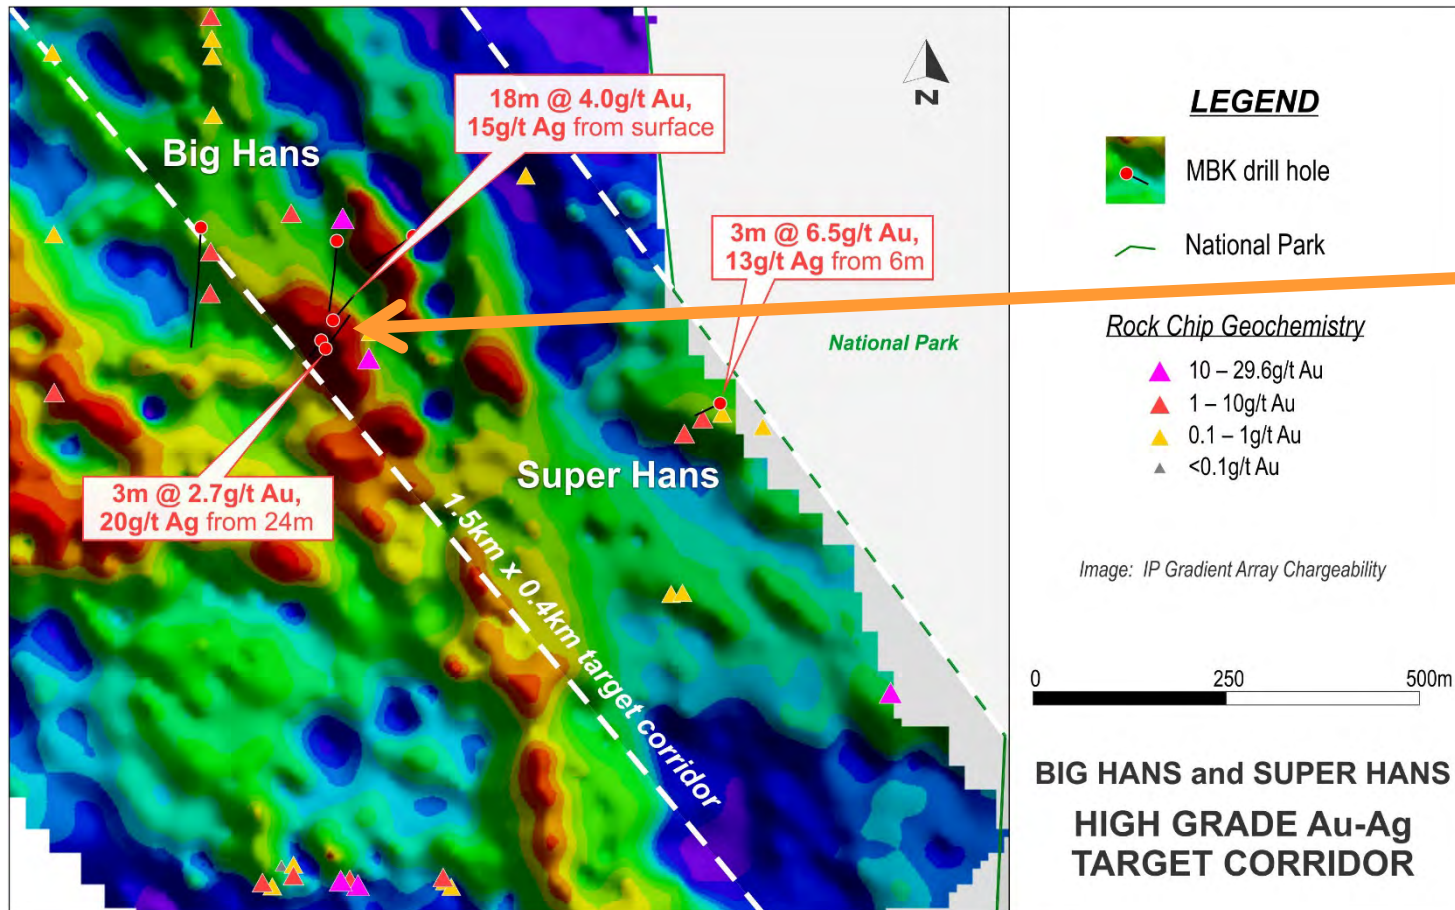 18m @ 4.0g/t Au,
15g/t Ag from surface
Big Hans
N
3m @ 6.5g/t Au,
13g/t Ag from 6m
National Park
Super Hans
3m @ 2.7g/t Au,
20g/t Ag from 24m
1.5km x 0.4km target corridor
LEGEND
MBK drill hole
National Park
Rock Chip Geochemistry
10 – 29.6g/t Au
1 – 10g/t Au
0.1 – 1g/t Au
<0.1g/t Au
Image: IP Gradient Array Chargeability
0 250 500m
BIG HANS and SUPER HANS
HIGH GRADE Au-Ag
TARGET CORRIDOR